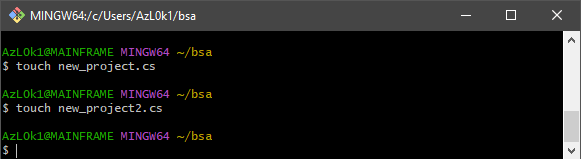 MINGW64:/c/Users/AzL0k1/bsa
AzL0k1@MAINFRAME MINGW64 ~/bsa
$ touch new_project.cs
AzL0k1@MAINFRAME MINGW64 ~/bsa
$ touch new_project2.cs
AzL0k1@MAINFRAME MINGW64 ~/bsa
$